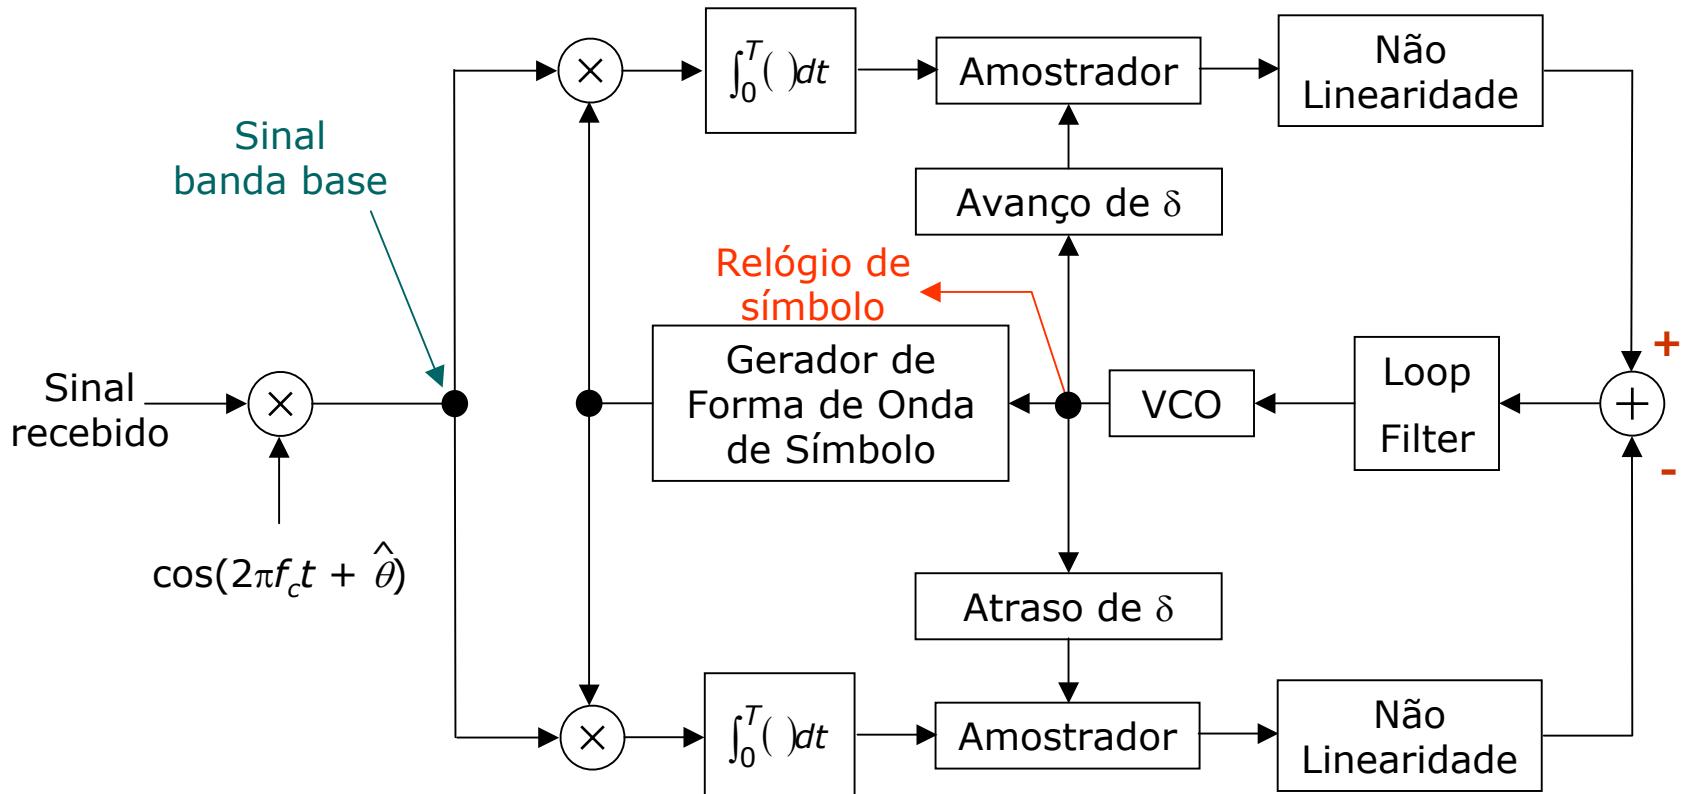 ∫₀ᵀ( )dt
Amostrador
Não
Linearidade
Sinal
banda base
Avanço de δ
Relógio de
símbolo
Sinal
recebido
×
×
Gerador de
Forma de Onda
de Símbolo
VCO
Loop
Filter
+
+
-
cos(2πf_c t + θ̂)
Atraso de δ
×
∫₀ᵀ( )dt
Amostrador
Não
Linearidade